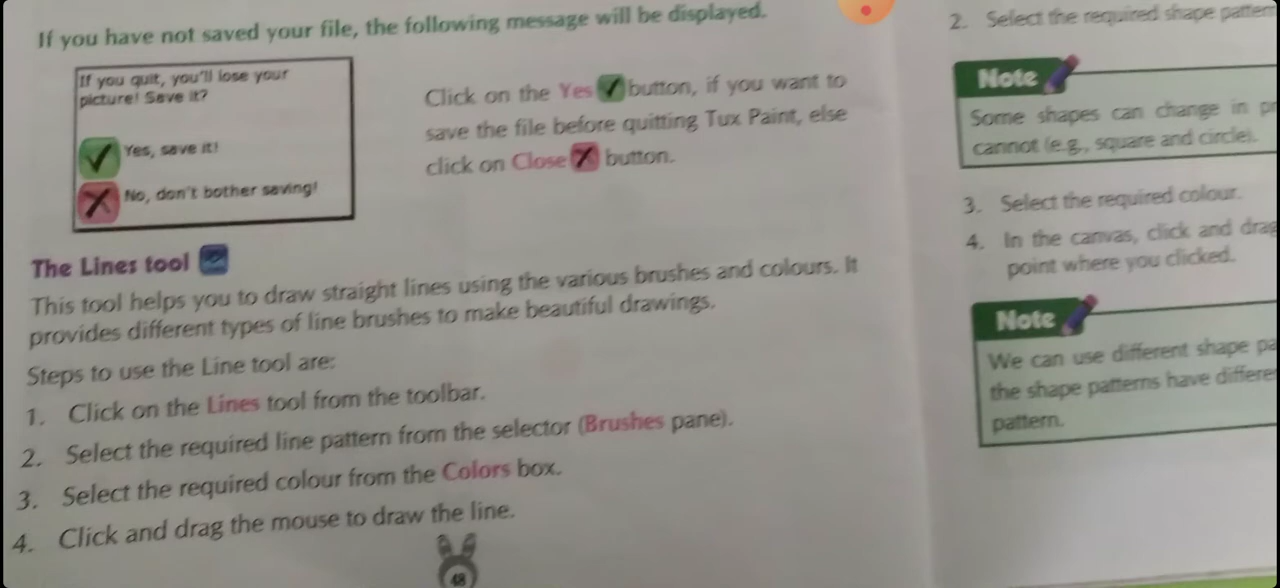 If you have not saved your file, the following message will be displayed.
If you quit, you'll lose your
picture! Save it?
Yes, save it!
No, don't bother saving!
Click on the Yes button, if you want to
save the file before quitting Tux Paint, else
click on Close button.
The Lines tool
This tool helps you to draw straight lines using the various brushes and colours. It
provides different types of line brushes to make beautiful drawings.
Steps to use the Line tool are:
1. Click on the Lines tool from the toolbar.
2. Select the required line pattern from the selector (Brushes pane).
3. Select the required colour from the Colors box.
4. Click and drag the mouse to draw the line.
48
2. Select the required shape pattern
Note
Some shapes can change in
cannot (e.g., square and circle).
3. Select the required colour.
4. In the canvas, click and drag
point where you clicked.
Note
We can use different shape
the shape patterns have
pattern.